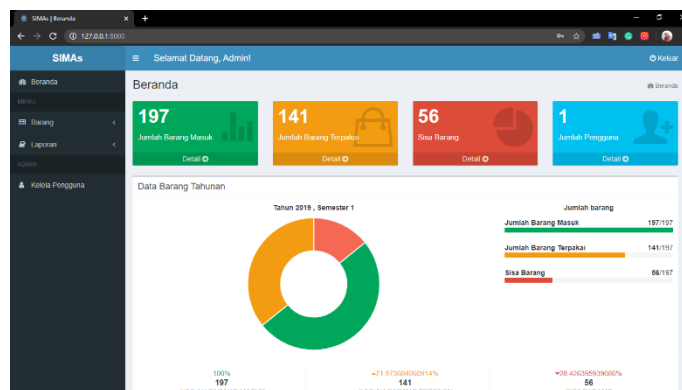 SIMAs | Beranda
127.0.0.1:8000
SIMAs
Selamat Datang, Admin!
Keluar
Beranda
MENU
Barang
Laporan
ADMIN
Kelola Pengguna
Beranda
Beranda
197
Jumlah Barang Masuk
Detail
141
Jumlah Barang Terpakai
Detail
56
Sisa Barang
Detail
1
Jumlah Pengguna
Detail
Data Barang Tahunan
Tahun 2019 , Semester 1
Jumlah barang
Jumlah Barang Masuk 197/197
Jumlah Barang Terpakai 141/197
Sisa Barang 56/197
100%
197
71.573604060914%
141
28.426395939086%
56